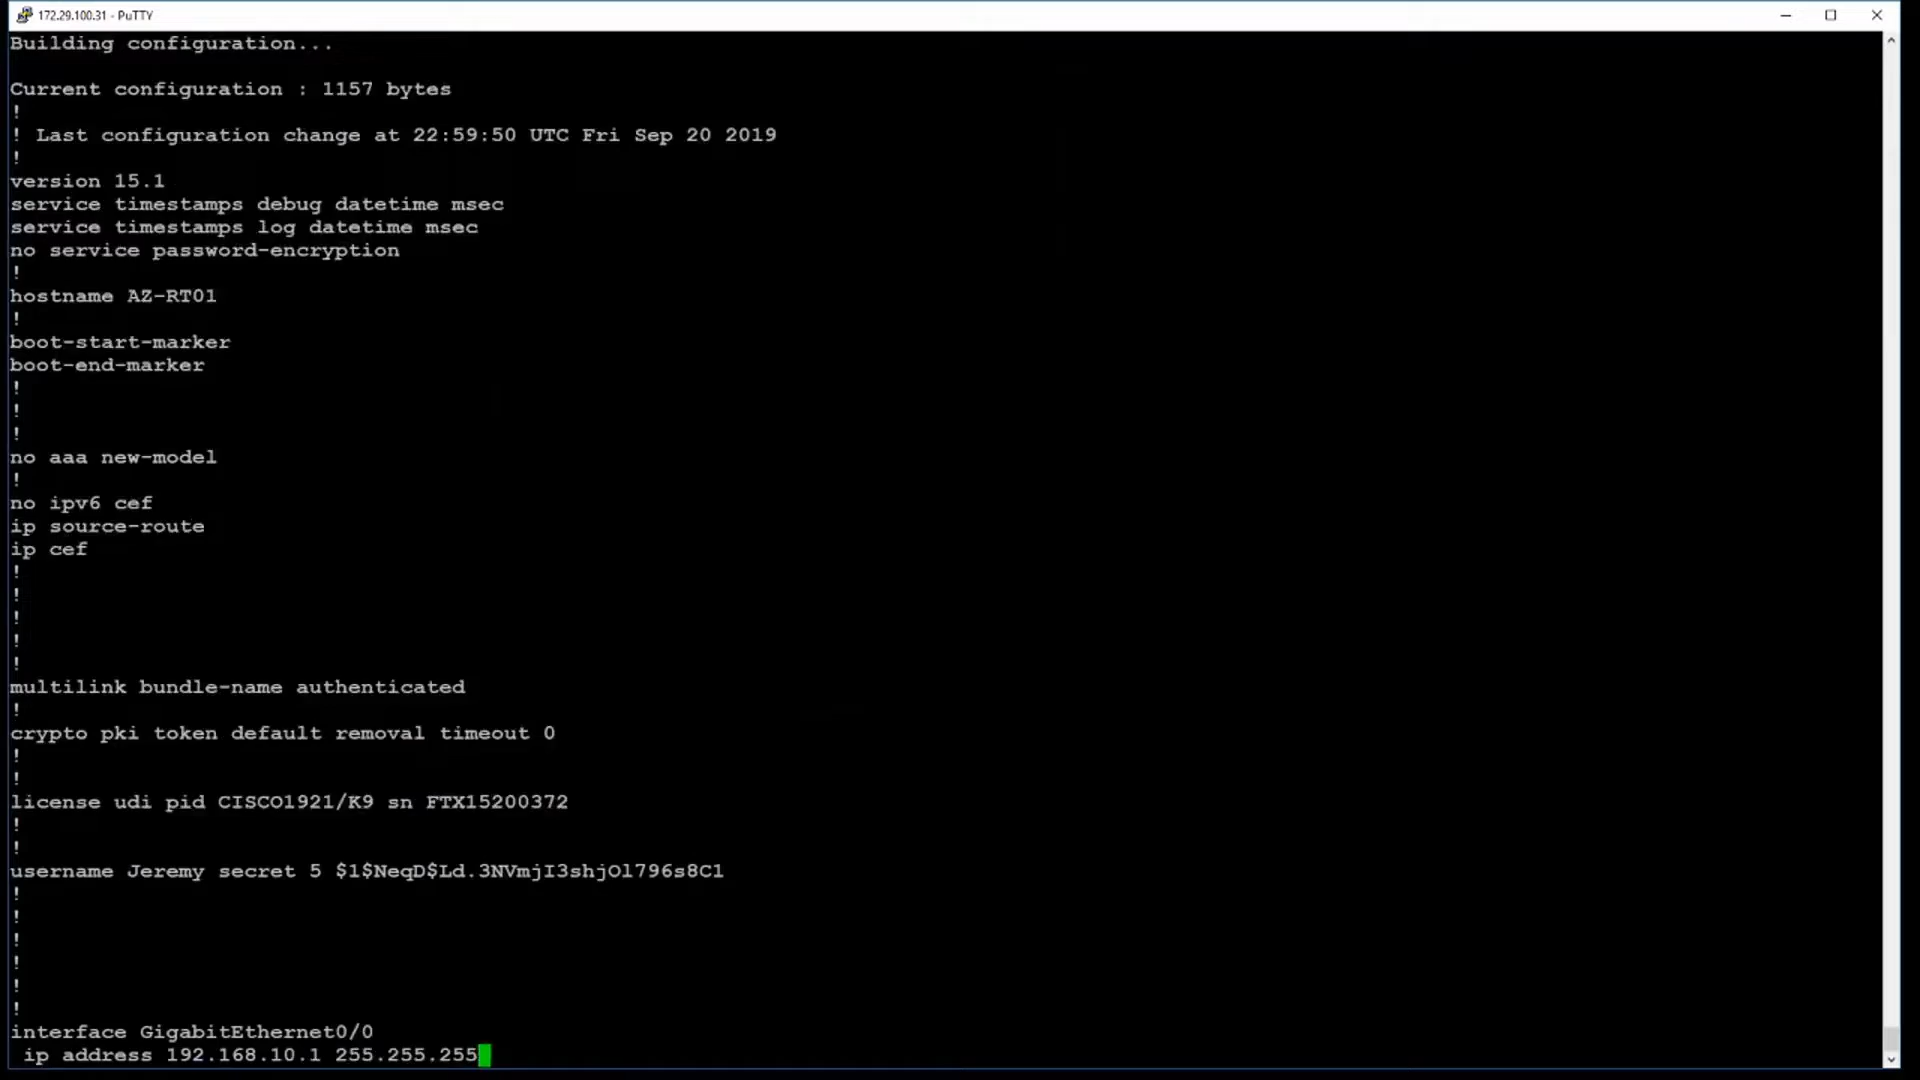 172.29.100.31 - PuTTY
Building configuration...
Current configuration : 1157 bytes
!
! Last configuration change at 22:59:50 UTC Fri Sep 20 2019
!
version 15.1
service timestamps debug datetime msec
service timestamps log datetime msec
no service password-encryption
!
hostname AZ-RT01
!
boot-start-marker
boot-end-marker
!
!
!
no aaa new-model
!
no ipv6 cef
ip source-route
ip cef
!
!
!
!
!
multilink bundle-name authenticated
!
crypto pki token default removal timeout 0
!
!
license udi pid CISCO1921/K9 sn FTX15200372
!
!
username Jeremy secret 5 $1$NeqD$Ld.3NVmjI3shjOl796s8C1
!
!
!
!
!
!
interface GigabitEthernet0/0
ip address 192.168.10.1 255.255.255